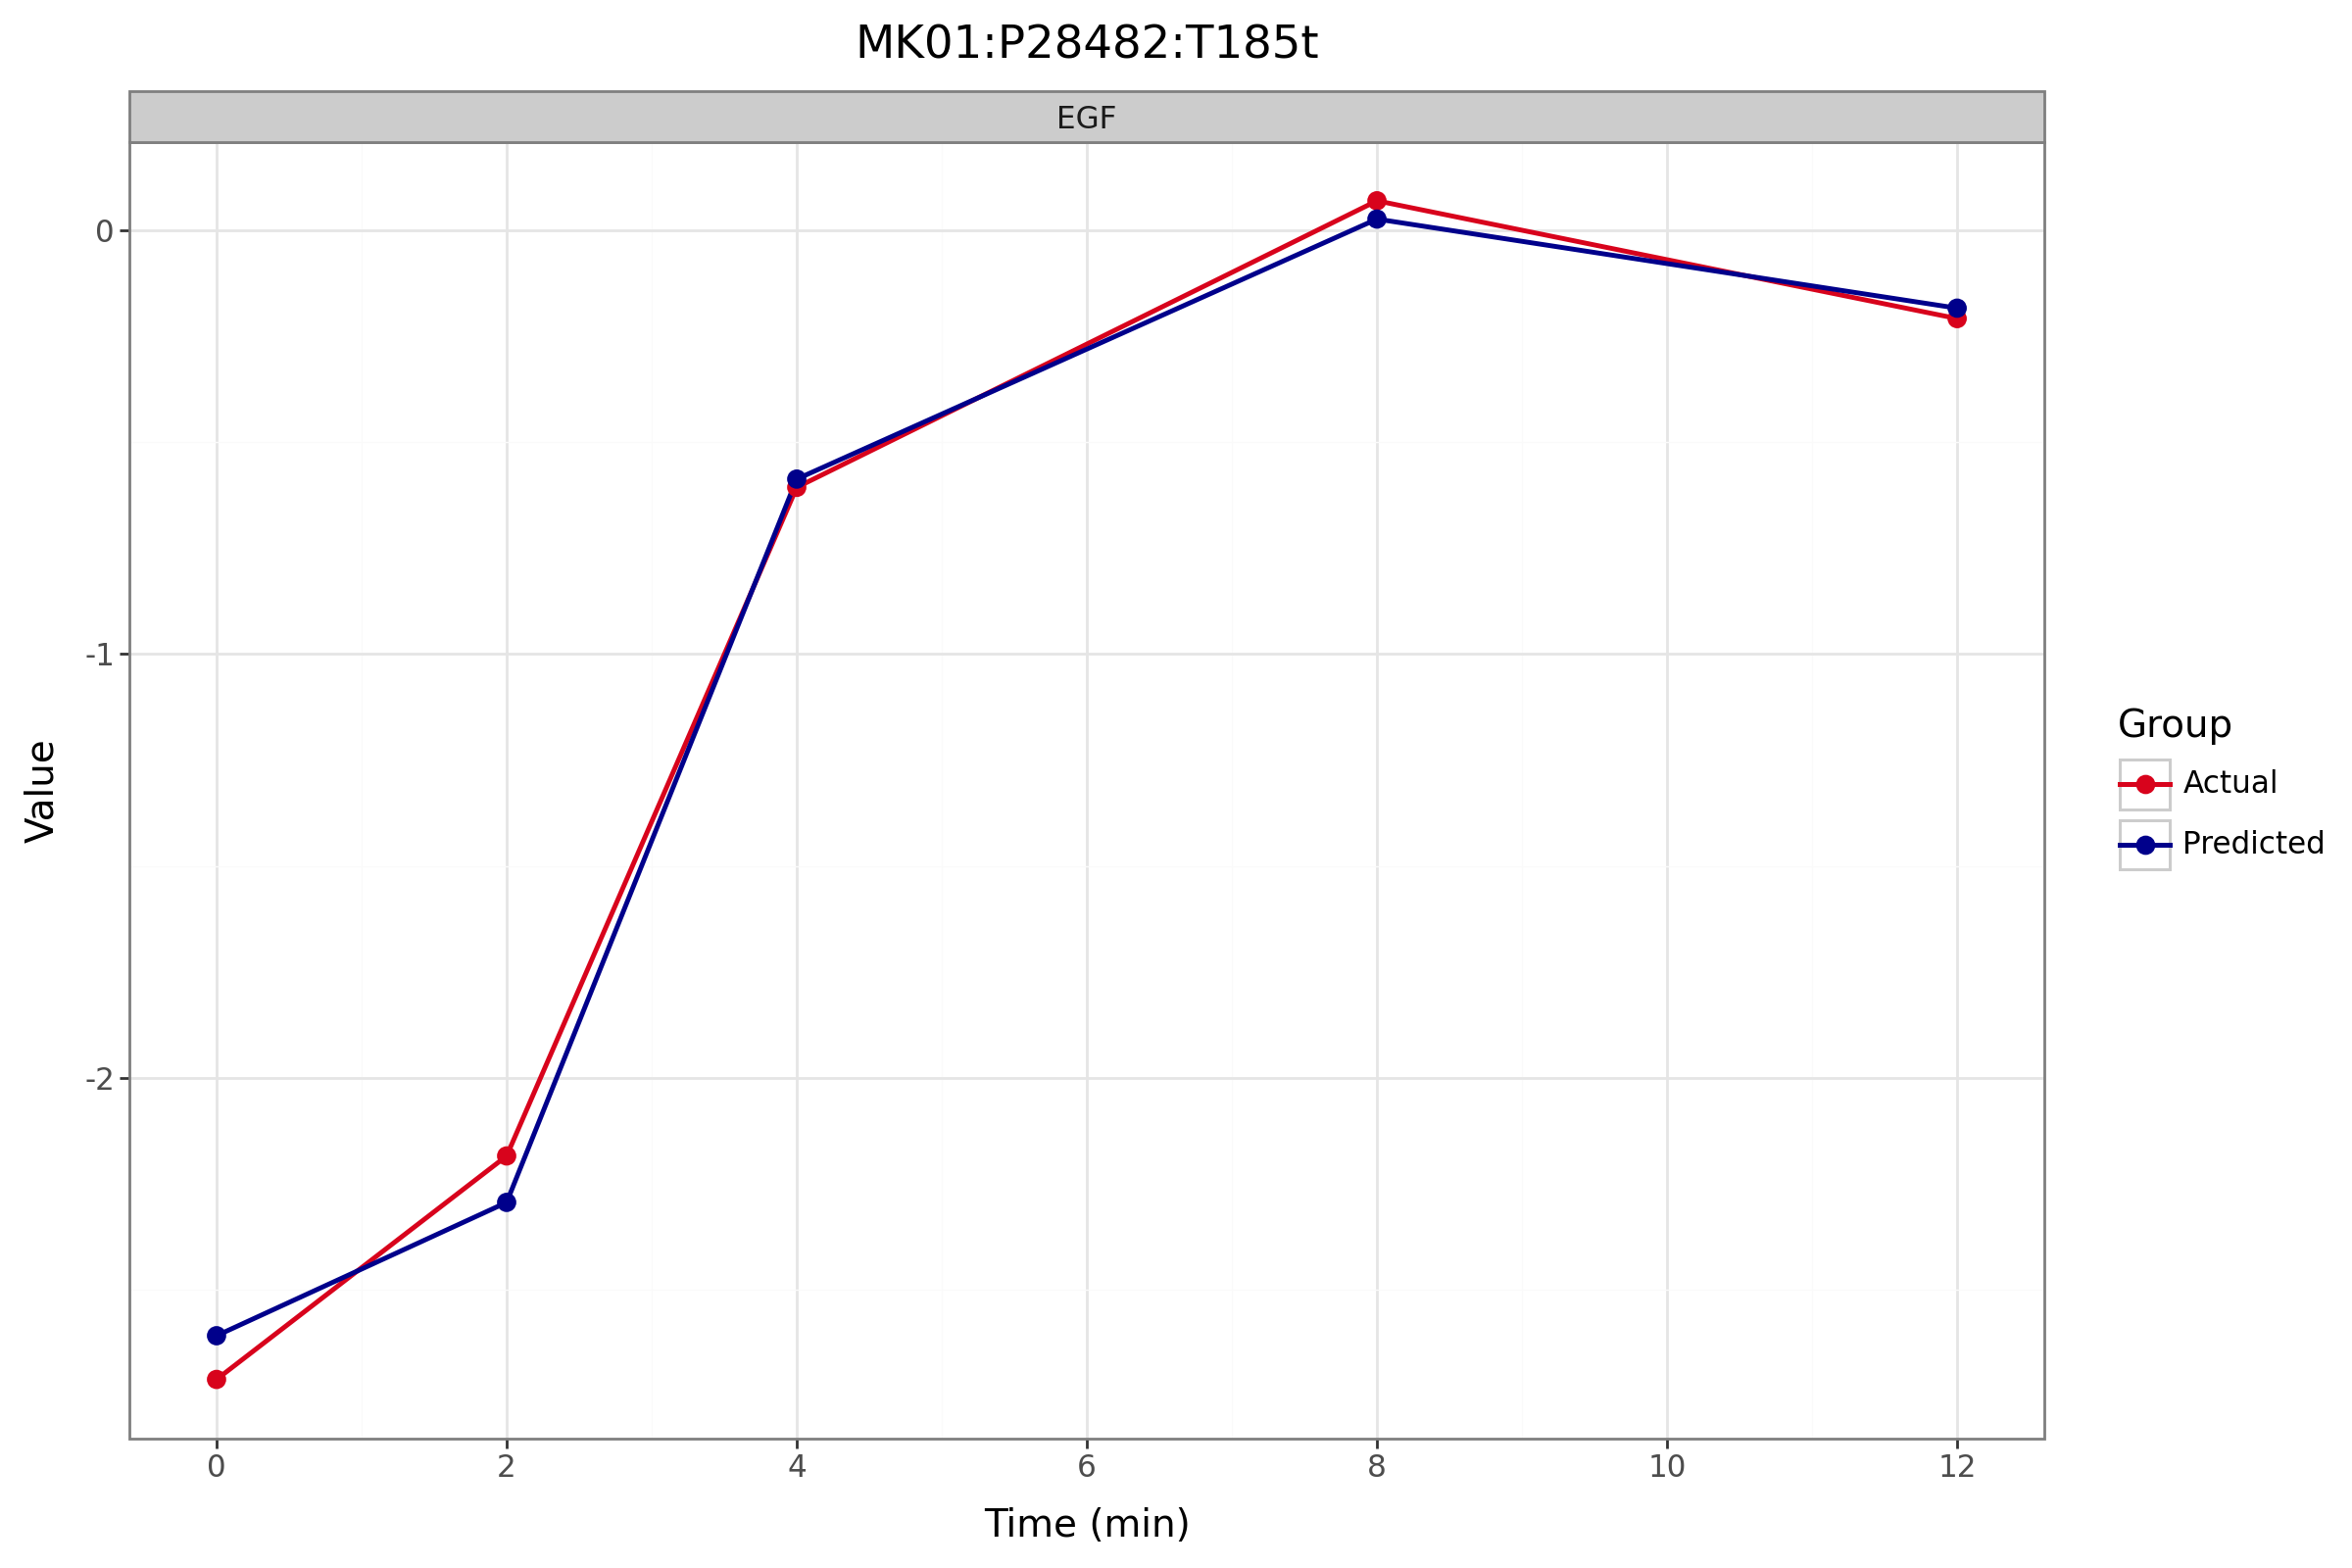 MK01:P28482:T185t
EGF
0
-1
-2
Value
0 2 4 6 8 10 12
Time (min)
Group
Actual
Predicted